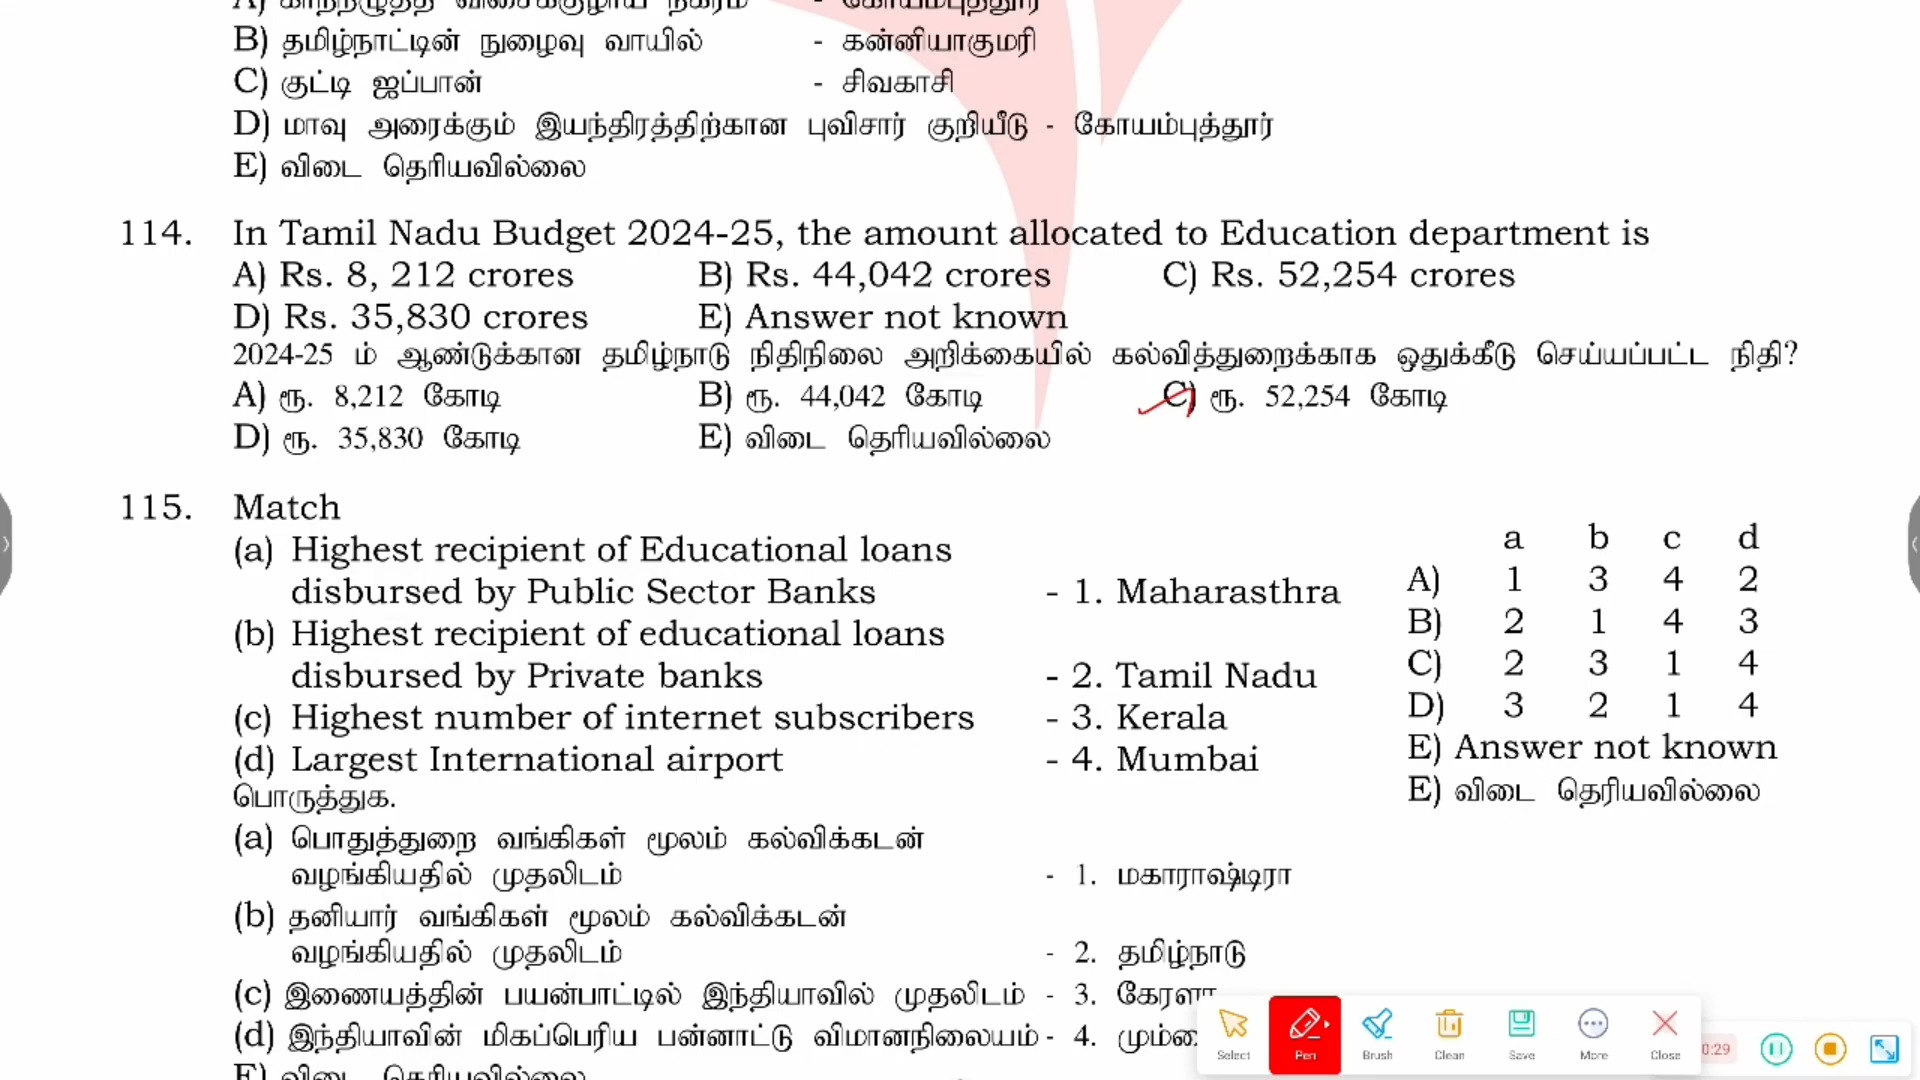 A) காந்தழுத்த விசைக்குழாய் நகரம் - கோயம்புத்தூர்
B) தமிழ்நாட்டின் நுழைவு வாயில் - கன்னியாகுமரி
C) குட்டி ஜப்பான் - சிவகாசி
D) மாவு அரைக்கும் இயந்திரத்திற்கான புவிசார் குறியீடு - கோயம்புத்தூர்
E) விடை தெரியவில்லை
114. In Tamil Nadu Budget 2024-25, the amount allocated to Education department is
A) Rs. 8, 212 crores B) Rs. 44,042 crores C) Rs. 52,254 crores
D) Rs. 35,830 crores E) Answer not known
2024-25 ம் ஆண்டுக்கான தமிழ்நாடு நிதிநிலை அறிக்கையில் கல்வித்துறைக்காக ஒதுக்கீடு செய்யப்பட்ட நிதி?
A) ரூ. 8,212 கோடி B) ரூ. 44,042 கோடி C) ரூ. 52,254 கோடி
D) ரூ. 35,830 கோடி E) விடை தெரியவில்லை
115. Match
(a) Highest recipient of Educational loans
disbursed by Public Sector Banks - 1. Maharasthra
(b) Highest recipient of educational loans
disbursed by Private banks - 2. Tamil Nadu
(c) Highest number of internet subscribers - 3. Kerala
(d) Largest International airport - 4. Mumbai
a b c d
A) 1 3 4 2
B) 2 1 4 3
C) 2 3 1 4
D) 3 2 1 4
E) Answer not known
E) விடை தெரியவில்லை
பொருத்துக.
(a) பொதுத்துறை வங்கிகள் மூலம் கல்விக்கடன்
வழங்கியதில் முதலிடம் - 1. மகாராஷ்டிரா
(b) தனியார் வங்கிகள் மூலம் கல்விக்கடன்
வழங்கியதில் முதலிடம் - 2. தமிழ்நாடு
(c) இணையத்தின் பயன்பாட்டில் இந்தியாவில் முதலிடம் - 3. கேரளா
(d) இந்தியாவின் மிகப்பெரிய பன்னாட்டு விமானநிலையம் - 4.
E) விடை தெரியவில்லை
Select Pen Brush Clean Save More Close
0:29